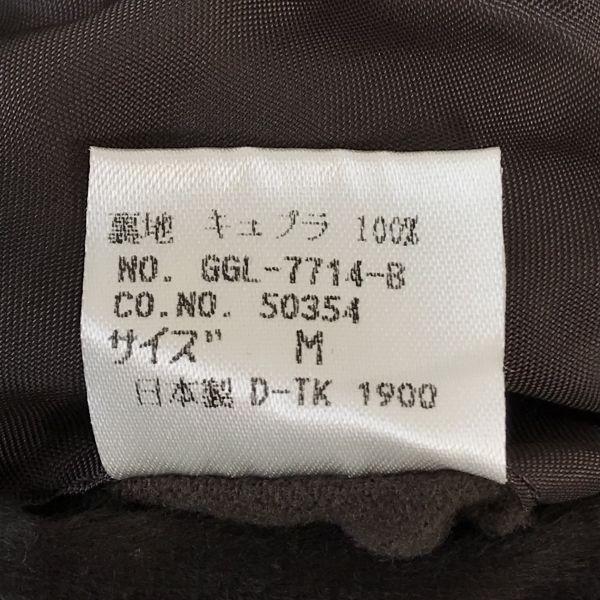 裏地 キュプラ 100%
NO. GGL-7714-B
CO.NO. 50354
サイズ M
日本製 D-TK 1900